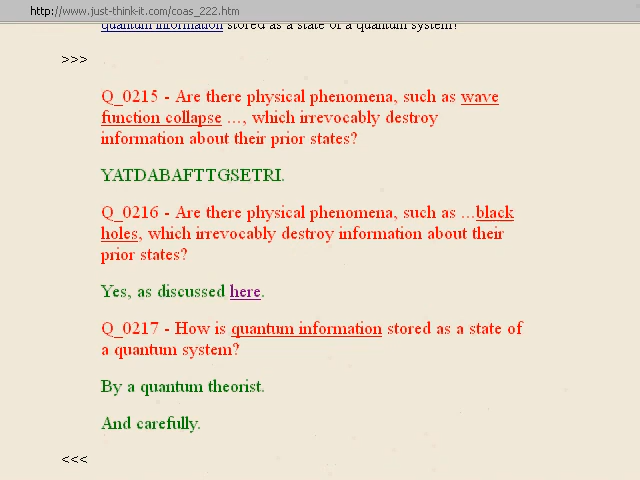 http://www.just-think-it.com/coas_222.htm
quantum information stored as a state of a quantum system?
>>>
Q_0215 - Are there physical phenomena, such as wave
function collapse ..., which irrevocably destroy
information about their prior states?
YATDABAFTTGSETRI.
Q_0216 - Are there physical phenomena, such as ...black
holes, which irrevocably destroy information about their
prior states?
Yes, as discussed here.
Q_0217 - How is quantum information stored as a state of
a quantum system?
By a quantum theorist.
And carefully.
<<<